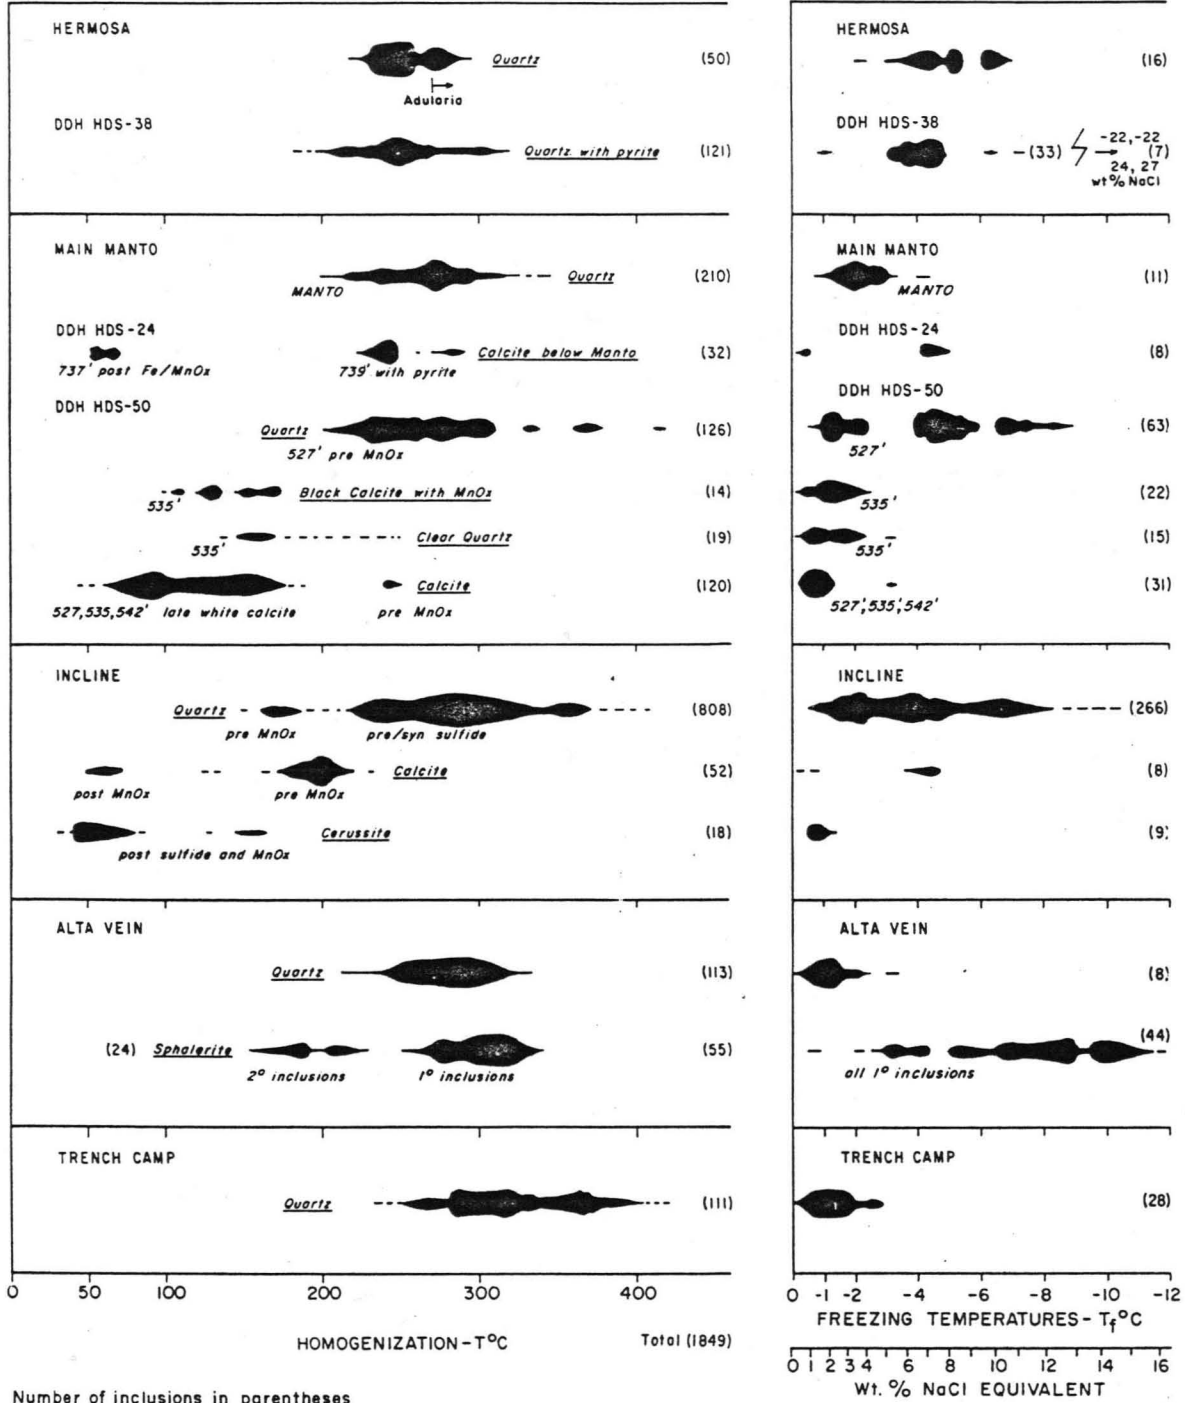 HERMOSA
Quartz (50)
Adularia
DDH HDS-38
Quartz with pyrite (121)
MAIN MANTO
Quartz (210)
MANTO
DDH HDS-24
Calcite below Manto (32)
737' post Fe/MnOx 739' with pyrite
DDH HDS-50
Quartz (126)
527' pre MnOx
Black Calcite with MnOx (14)
535'
Clear Quartz (19)
535'
Calcite (120)
527,535,542' late white calcite pre MnOx
INCLINE
Quartz (808)
pre MnOx pre/syn sulfide
Calcite (52)
post MnOx pre MnOx
Cerussite (18)
post sulfide and MnOx
ALTA VEIN
Quartz (113)
(24) Sphalerite (55)
2° inclusions 1° inclusions
TRENCH CAMP
Quartz (111)
0 50 100 200 300 400
HOMOGENIZATION-T°C Total (1849)
Number of inclusions in parentheses
HERMOSA
(16)
DDH HDS-38
-22,-22
(33) (7)
24, 27
wt% NaCl
MAIN MANTO
(11)
MANTO
DDH HDS-24
(8)
DDH HDS-50
(63)
527'
(22)
535'
(15)
535'
(31)
527',535',542'
INCLINE
(266)
(8)
(9)
ALTA VEIN
(8)
(44)
all 1° inclusions
TRENCH CAMP
(28)
0 -1 -2 -4 -6 -8 -10 -12
FREEZING TEMPERATURES-Tf°C
0 1 2 3 4 6 8 10 12 14 16
Wt.% NaCl EQUIVALENT